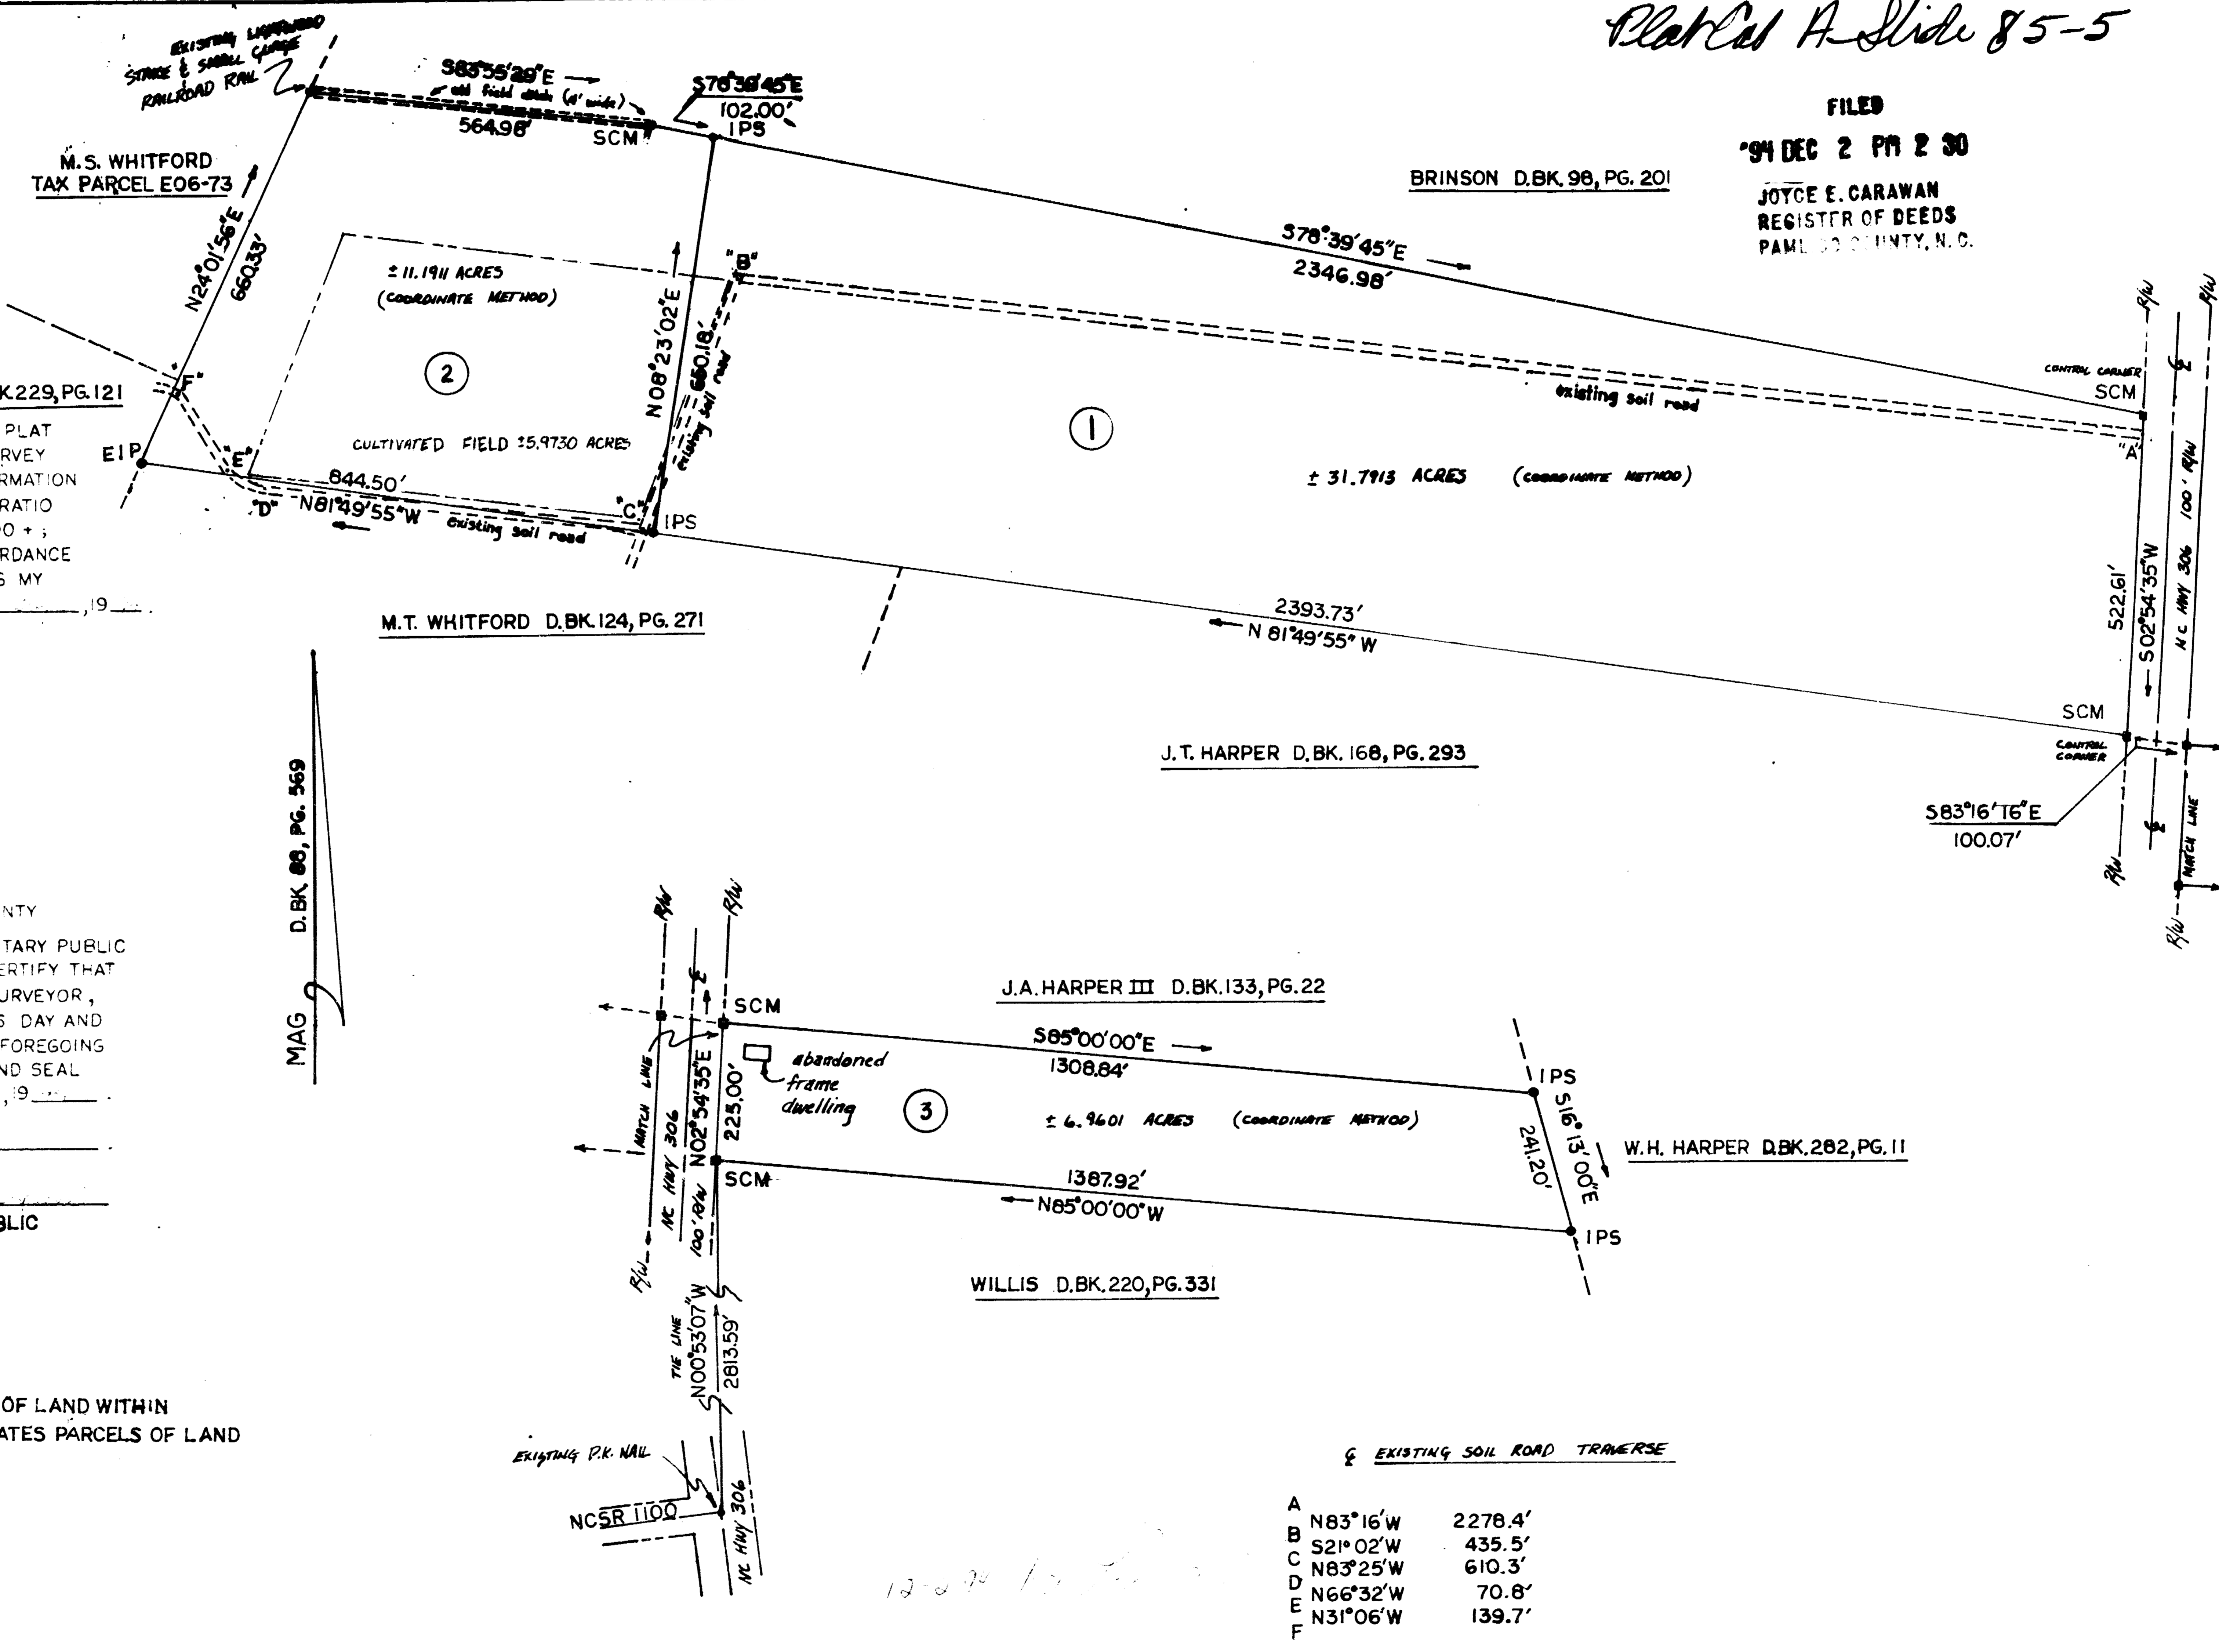 Plat Cab A Slide 85-5
FILED
'94 DEC 2 PM 2 30
JOYCE E. CARAWAN
REGISTER OF DEEDS
COUNTY, N.C.
EXISTING LIGHTWOOD
STAKE & SMALL GAUGE
RAILROAD RAIL
S83°55'29"E
old field ditch (4' wide)
564.98'
SCM
S78°39'45"E
102.00'
IPS
M.S. WHITFORD
TAX PARCEL E06-73
N24°01'56"E
660.33'
BRINSON D.BK. 98, PG. 201
S78°39'45"E
2346.98'
± 11.1911 ACRES
(COORDINATE METHOD)
2
CULTIVATED FIELD ±5.9730 ACRES
N08°23'02"E
660.18'
"B"
existing soil road
existing soil road
1
± 31.7913 ACRES (COORDINATE METHOD)
CONTROL CORNER
SCM
"A"
R/W
R/W
℄
NC HWY 306 100' R/W
S02°54'35"W
522.61'
K.229, PG.121
"F"
EIP
"E"
"D"
844.50'
N81°49'55"W
existing soil road
"C"
IPS
PLAT
RVEY
RMATION
RATIO
00 + ;
RDANCE
S MY
,19
M.T. WHITFORD D.BK.124, PG. 271
2393.73'
N 81°49'55" W
J.T. HARPER D.BK. 168, PG. 293
SCM
CONTROL
CORNER
S83°16'16"E
100.07'
℄
MATCH LINE
R/W
R/W
MAG D.BK. 88, PG. 569
NTY
TARY PUBLIC
ERTIFY THAT
URVEYOR,
S DAY AND
FOREGOING
ND SEAL
,19
BLIC
R/W
R/W
℄
SCM
J.A. HARPER III D.BK.133, PG.22
S85°00'00"E
1308.84'
abandoned
frame
dwelling
3
± 6.9601 ACRES (COORDINATE METHOD)
IPS
S16°13'00"E
241.20'
W.H. HARPER D.BK.282, PG.11
MATCH LINE
NC HWY 306
100' R/W
N02°54'35"E
225.00'
SCM
1387.92'
N85°00'00"W
IPS
R/W
WILLIS D.BK.220, PG.331
TIE LINE
N00°53'07"W
2813.59'
OF LAND WITHIN
ATES PARCELS OF LAND
EXISTING P.K. NAIL
NCSR 1100
NC HWY 306
℄ EXISTING SOIL ROAD TRAVERSE
A
N83°16'W 2278.4'
B
S21°02'W 435.5'
C
N83°25'W 610.3'
D
N66°32'W 70.8'
E
N31°06'W 139.7'
F